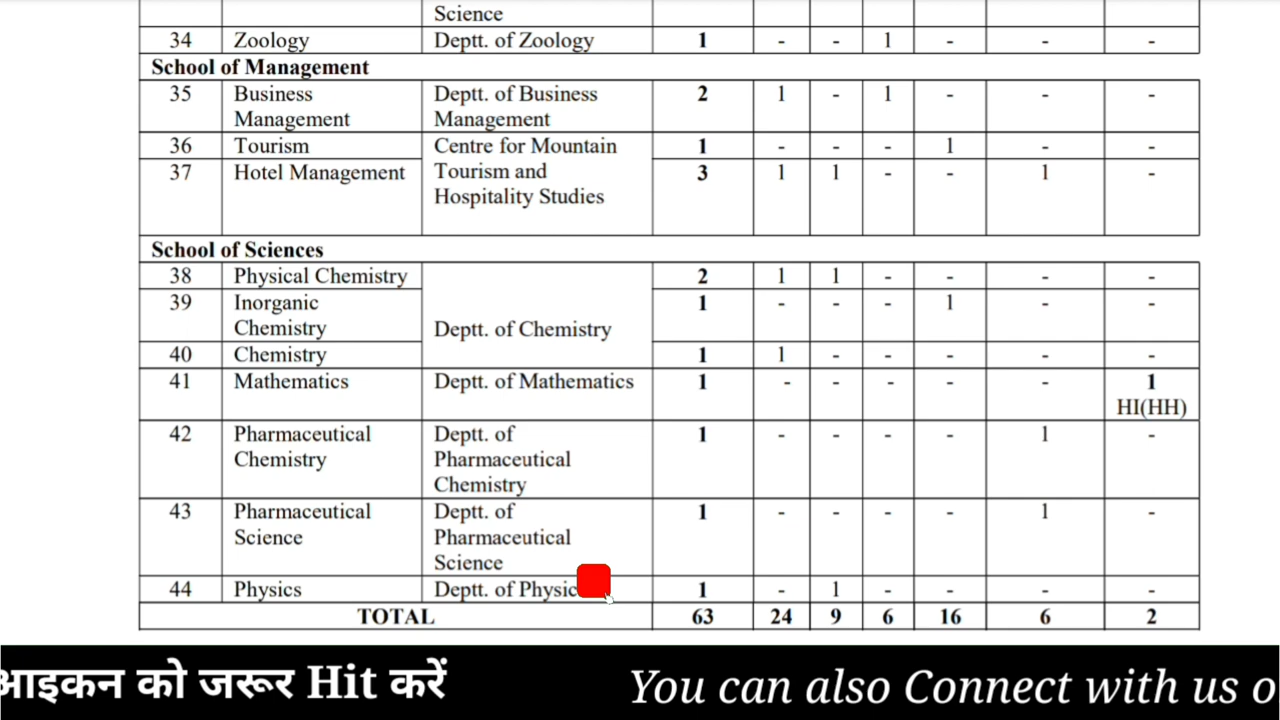 Science
34 Zoology Deptt. of Zoology 1 - - 1 - - -
School of Management
35 Business Deptt. of Business 2 1 - 1 - - -
Management Management
36 Tourism Centre for Mountain 1 - - - 1 - -
37 Hotel Management Tourism and 3 1 1 - - 1 -
Hospitality Studies
School of Sciences
38 Physical Chemistry 2 1 1 - - - -
39 Inorganic 1 - - - 1 - -
Chemistry Deptt. of Chemistry
40 Chemistry 1 1 - - - - -
41 Mathematics Deptt. of Mathematics 1 - - - - - 1
HI(HH)
42 Pharmaceutical Deptt. of 1 - - - - 1 -
Chemistry Pharmaceutical
Chemistry
43 Pharmaceutical Deptt. of 1 - - - - 1 -
Science Pharmaceutical
Science
44 Physics Deptt. of Physic 1 - 1 - - - -
TOTAL 63 24 9 6 16 6 2
आइकन को जरूर Hit करें You can also Connect with us o